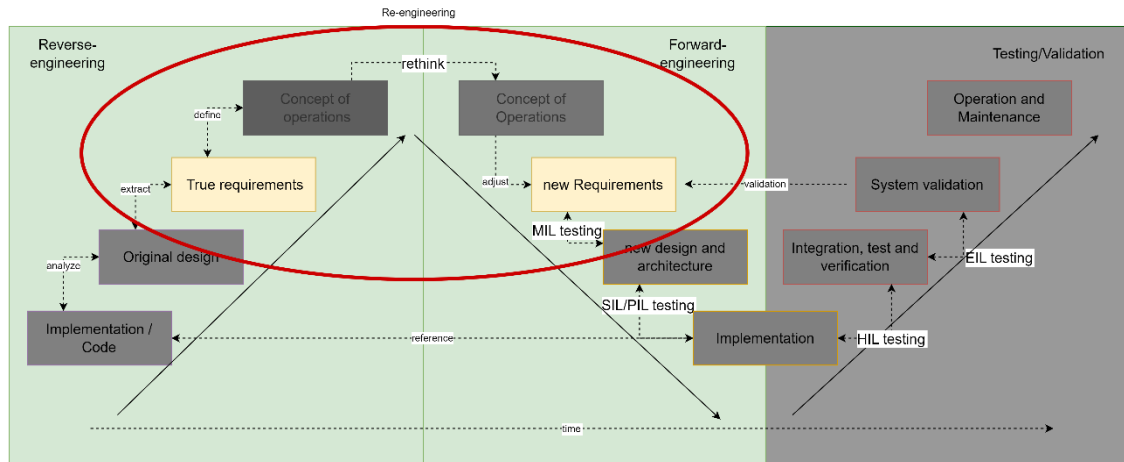 Re-engineering
Reverse-
engineering
Forward-
engineering
Testing/Validation
rethink
Concept of
operations
Concept of
Operations
Operation and
Maintenance
define
True requirements
new Requirements
System validation
extract
adjust
validation
MIL testing
Original design
new design and
architecture
Integration, test and
verification
EIL testing
analyze
SIL/PIL testing
Implementation /
Code
reference
Implementation
HIL testing
time